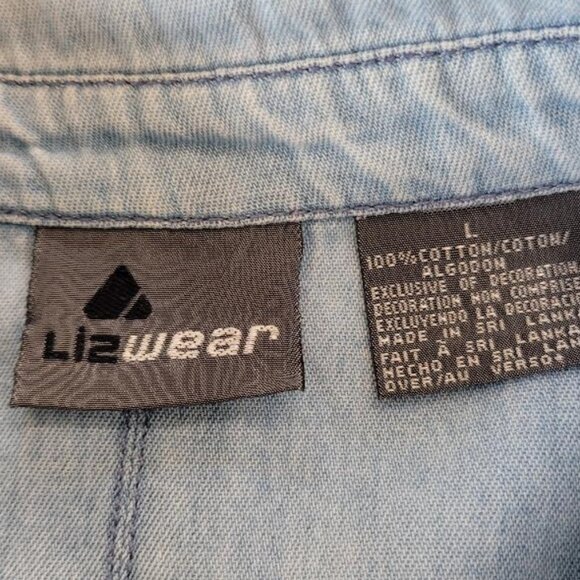 Lizwear
L
100% COTTON/COTON/
ALGODON
EXCLUSIVE OF DECORATION
DECORATION NON COMPRISE
EXCLUYENDO LA DECORACI
MADE IN SRI LANKA
FAIT À SRI LANKA
HECHO EN SRI LAN
OVER/AU VERSO